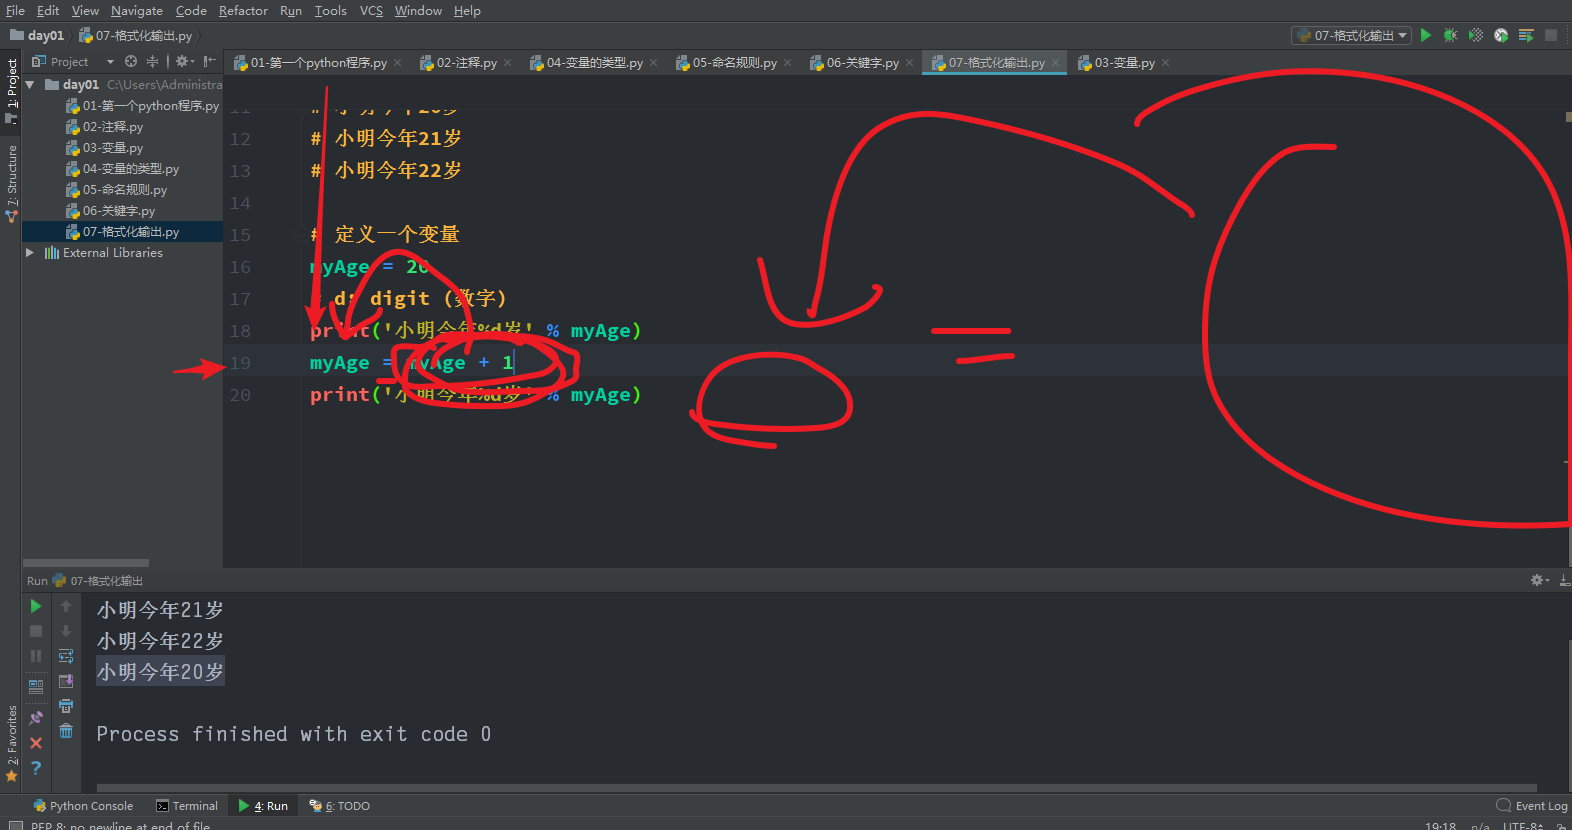 File Edit View Navigate Code Refactor Run Tools VCS Window Help
day01 07-格式化输出.py 07-格式化输出
1: Project
7: Structure
2: Favorites
Project
01-第一个python程序.py 02-注释.py 04-变量的类型.py 05-命名规则.py 06-关键字.py 07-格式化输出.py 03-变量.py
day01 C:\Users\Administra
01-第一个python程序.py
02-注释.py
03-变量.py
04-变量的类型.py
05-命名规则.py
06-关键字.py
07-格式化输出.py
External Libraries
11 # 小明今年20岁
12 # 小明今年21岁
13 # 小明今年22岁
14
15 # 定义一个变量
16 myAge = 20
17 # d: digit (数字)
18 print('小明今年%d岁' % myAge)
19 myAge = myAge + 1
20 print('小明今年%d岁' % myAge)
Run 07-格式化输出
小明今年21岁
小明今年22岁
小明今年20岁
Process finished with exit code 0
Python Console Terminal 4: Run 6: TODO Event Log
PEP 8: no newline at end of file 19:18 n/a UTF-8